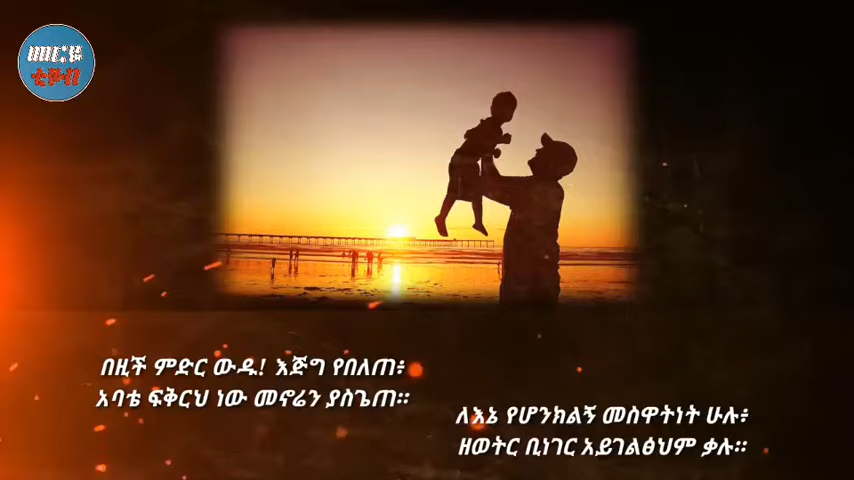 መርዬ
ቲዩብ
በዚች ምድር ውዱ! እጅግ የበለጠ፥
አባቴ ፍቅርህ ነው መኖሬን ያስጌጠ።
ለእኔ የሆንክልኝ መስዋትነት ሁሉ፥
ዘወትር ቢነገር አይገልፅህም ቃሉ።